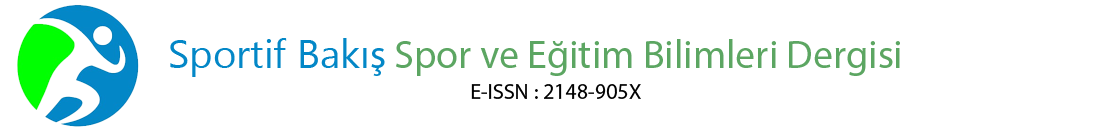 Sportif Bakış Spor ve Eğitim Bilimleri Dergisi
E-ISSN : 2148-905X